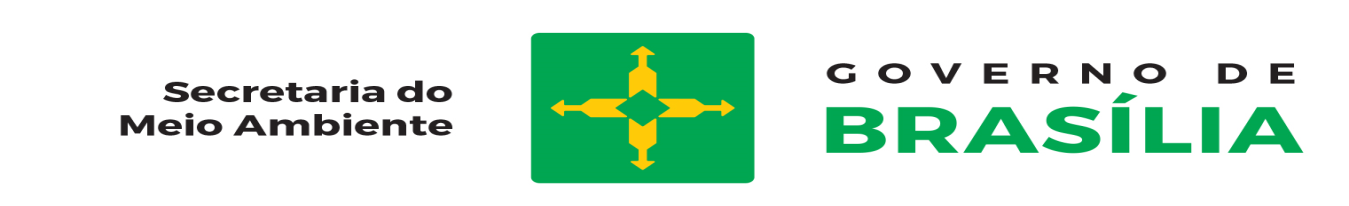 Secretaria do
Meio Ambiente
GOVERNO DE
BRASÍLIA